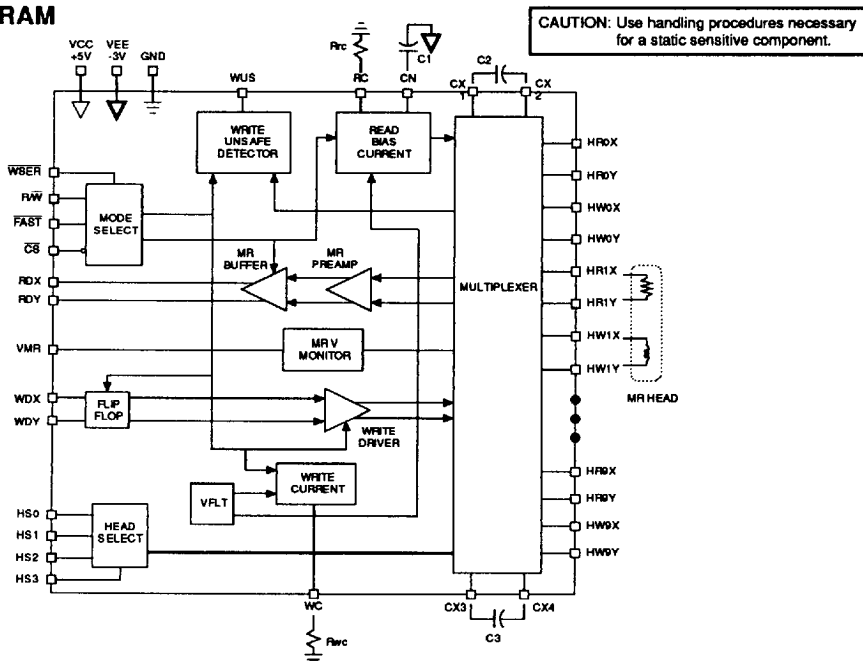 RAM
CAUTION: Use handling procedures necessary
for a static sensitive component.
VCC
+5V
VEE
-3V
GND
WUS
Rrc
RC
CN
C1
C2
CX
1
CX
2
WRITE
UNSAFE
DETECTOR
READ
BIAS
CURRENT
WSER
R/W
FAST
CS
MODE
SELECT
RDX
RDY
MR
BUFFER
MR
PREAMP
MULTIPLEXER
VMR
MR V
MONITOR
WDX
WDY
FLIP
FLOP
WRITE
DRIVER
WRITE
CURRENT
VFLT
HS0
HS1
HS2
HS3
HEAD
SELECT
HR0X
HR0Y
HW0X
HW0Y
HR1X
HR1Y
HW1X
HW1Y
MR HEAD
HR9X
HR9Y
HW9X
HW9Y
WC
Rwc
CX3
CX4
C3